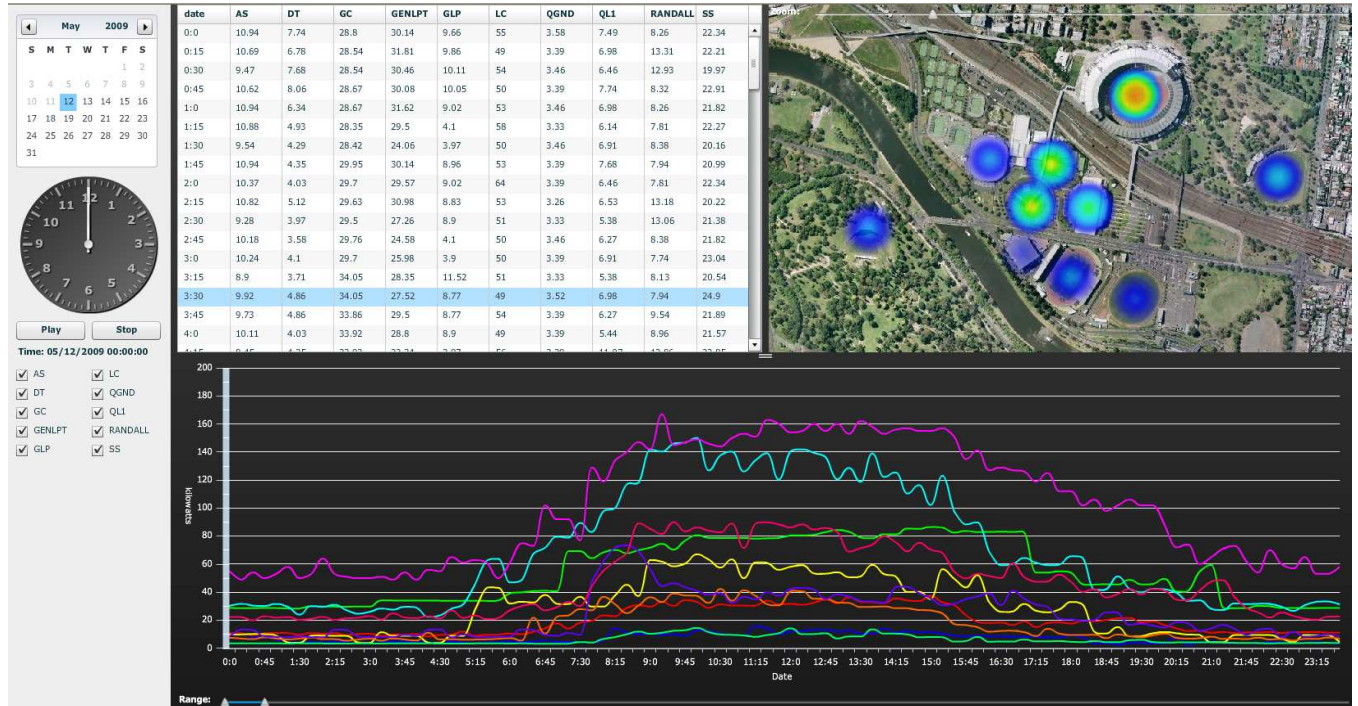 May 2009
S M T W T F S
1 2
3 4 5 6 7 8 9
10 11 12 13 14 15 16
17 18 19 20 21 22 23
24 25 26 27 28 29 30
31
12
11 1
10 2
9 3
8 4
7 5
6
Play Stop
Time: 05/12/2009 00:00:00
AS LC
DT QGND
GC QL1
GENLPT RANDALL
GLP SS
date AS DT GC GENLPT GLP LC QGND QL1 RANDALL SS
0:0 10.94 7.74 28.8 30.14 9.66 55 3.58 7.49 8.26 22.34
0:15 10.69 6.78 28.54 31.81 9.86 49 3.39 6.98 13.31 22.21
0:30 9.47 7.68 28.54 30.46 10.11 54 3.46 6.46 12.93 19.97
0:45 10.62 8.06 28.67 30.08 10.05 50 3.39 7.74 8.32 22.91
1:0 10.94 6.34 28.67 31.62 9.02 53 3.46 6.98 8.26 21.82
1:15 10.88 4.93 28.35 29.5 4.1 58 3.33 6.14 7.81 22.27
1:30 9.54 4.29 28.42 24.06 3.97 50 3.46 6.91 8.38 20.16
1:45 10.94 4.35 29.95 30.14 8.96 53 3.39 7.68 7.94 20.99
2:0 10.37 4.03 29.7 29.57 9.02 64 3.39 6.46 7.81 22.34
2:15 10.82 5.12 29.63 30.98 8.83 53 3.26 6.53 13.18 20.22
2:30 9.28 3.97 29.5 27.26 8.9 51 3.33 5.38 13.06 21.38
2:45 10.18 3.58 29.76 24.58 4.1 50 3.46 6.27 8.38 21.82
3:0 10.24 4.1 29.7 25.98 3.9 50 3.39 6.91 7.74 23.04
3:15 8.9 3.71 34.05 28.35 11.52 51 3.33 5.38 8.13 20.54
3:30 9.92 4.86 34.05 27.52 8.77 49 3.52 6.98 7.94 24.9
3:45 9.73 4.86 33.86 29.5 8.77 54 3.39 6.27 9.54 21.89
4:0 10.11 4.03 33.92 28.8 8.9 49 3.39 5.44 8.96 21.57
Zoom:
200
180
160
140
120
100
80
60
40
20
0
kilowatts
0:0 0:45 1:30 2:15 3:0 3:45 4:30 5:15 6:0 6:45 7:30 8:15 9:0 9:45 10:30 11:15 12:0 12:45 13:30 14:15 15:0 15:45 16:30 17:15 18:0 18:45 19:30 20:15 21:0 21:45 22:30 23:15
Date
Range: